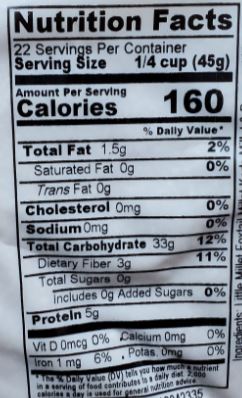 Nutrition Facts
22 Servings Per Container
Serving Size 1/4 cup (45g)
Amount Per Serving
Calories 160
% Daily Value*
Total Fat 1.5g 2%
Saturated Fat 0g 0%
Trans Fat 0g
Cholesterol 0mg 0%
Sodium 0mg 0%
Total Carbohydrate 33g 12%
Dietary Fiber 3g 11%
Total Sugars 0g
Includes 0g Added Sugars 0%
Protein 5g
Vit D 0mcg 0% • Calcium 0mg 0%
Iron 1 mg 6% • Potas. 0mg 0%
* The % Daily Value (DV) tells you how much a nutrient
in a serving of food contributes to a daily diet. 2,000
calories a day is used for general nutrition advice.